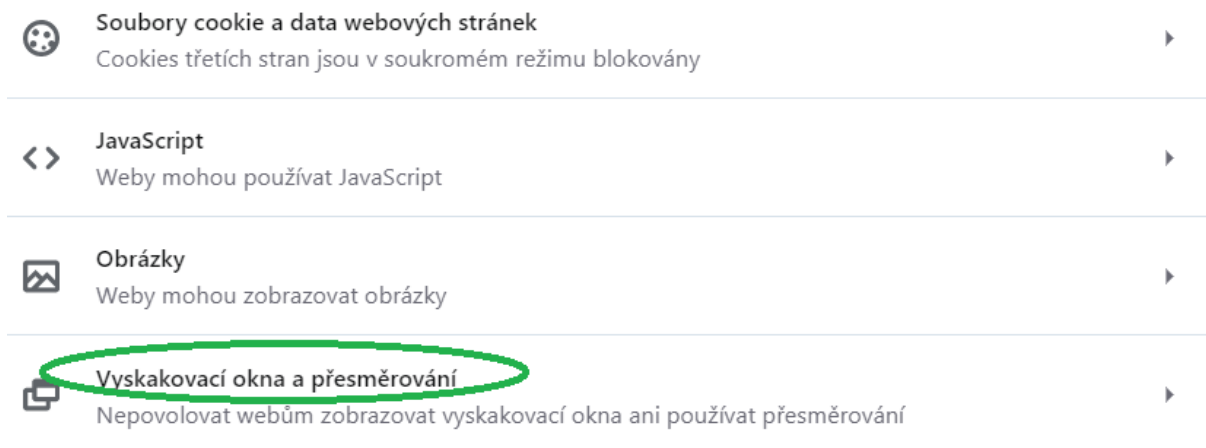 Soubory cookie a data webových stránek
Cookies třetích stran jsou v soukromém režimu blokovány
JavaScript
Weby mohou používat JavaScript
Obrázky
Weby mohou zobrazovat obrázky
Vyskakovací okna a přesměrování
Nepovolovat webům zobrazovat vyskakovací okna ani používat přesměrování